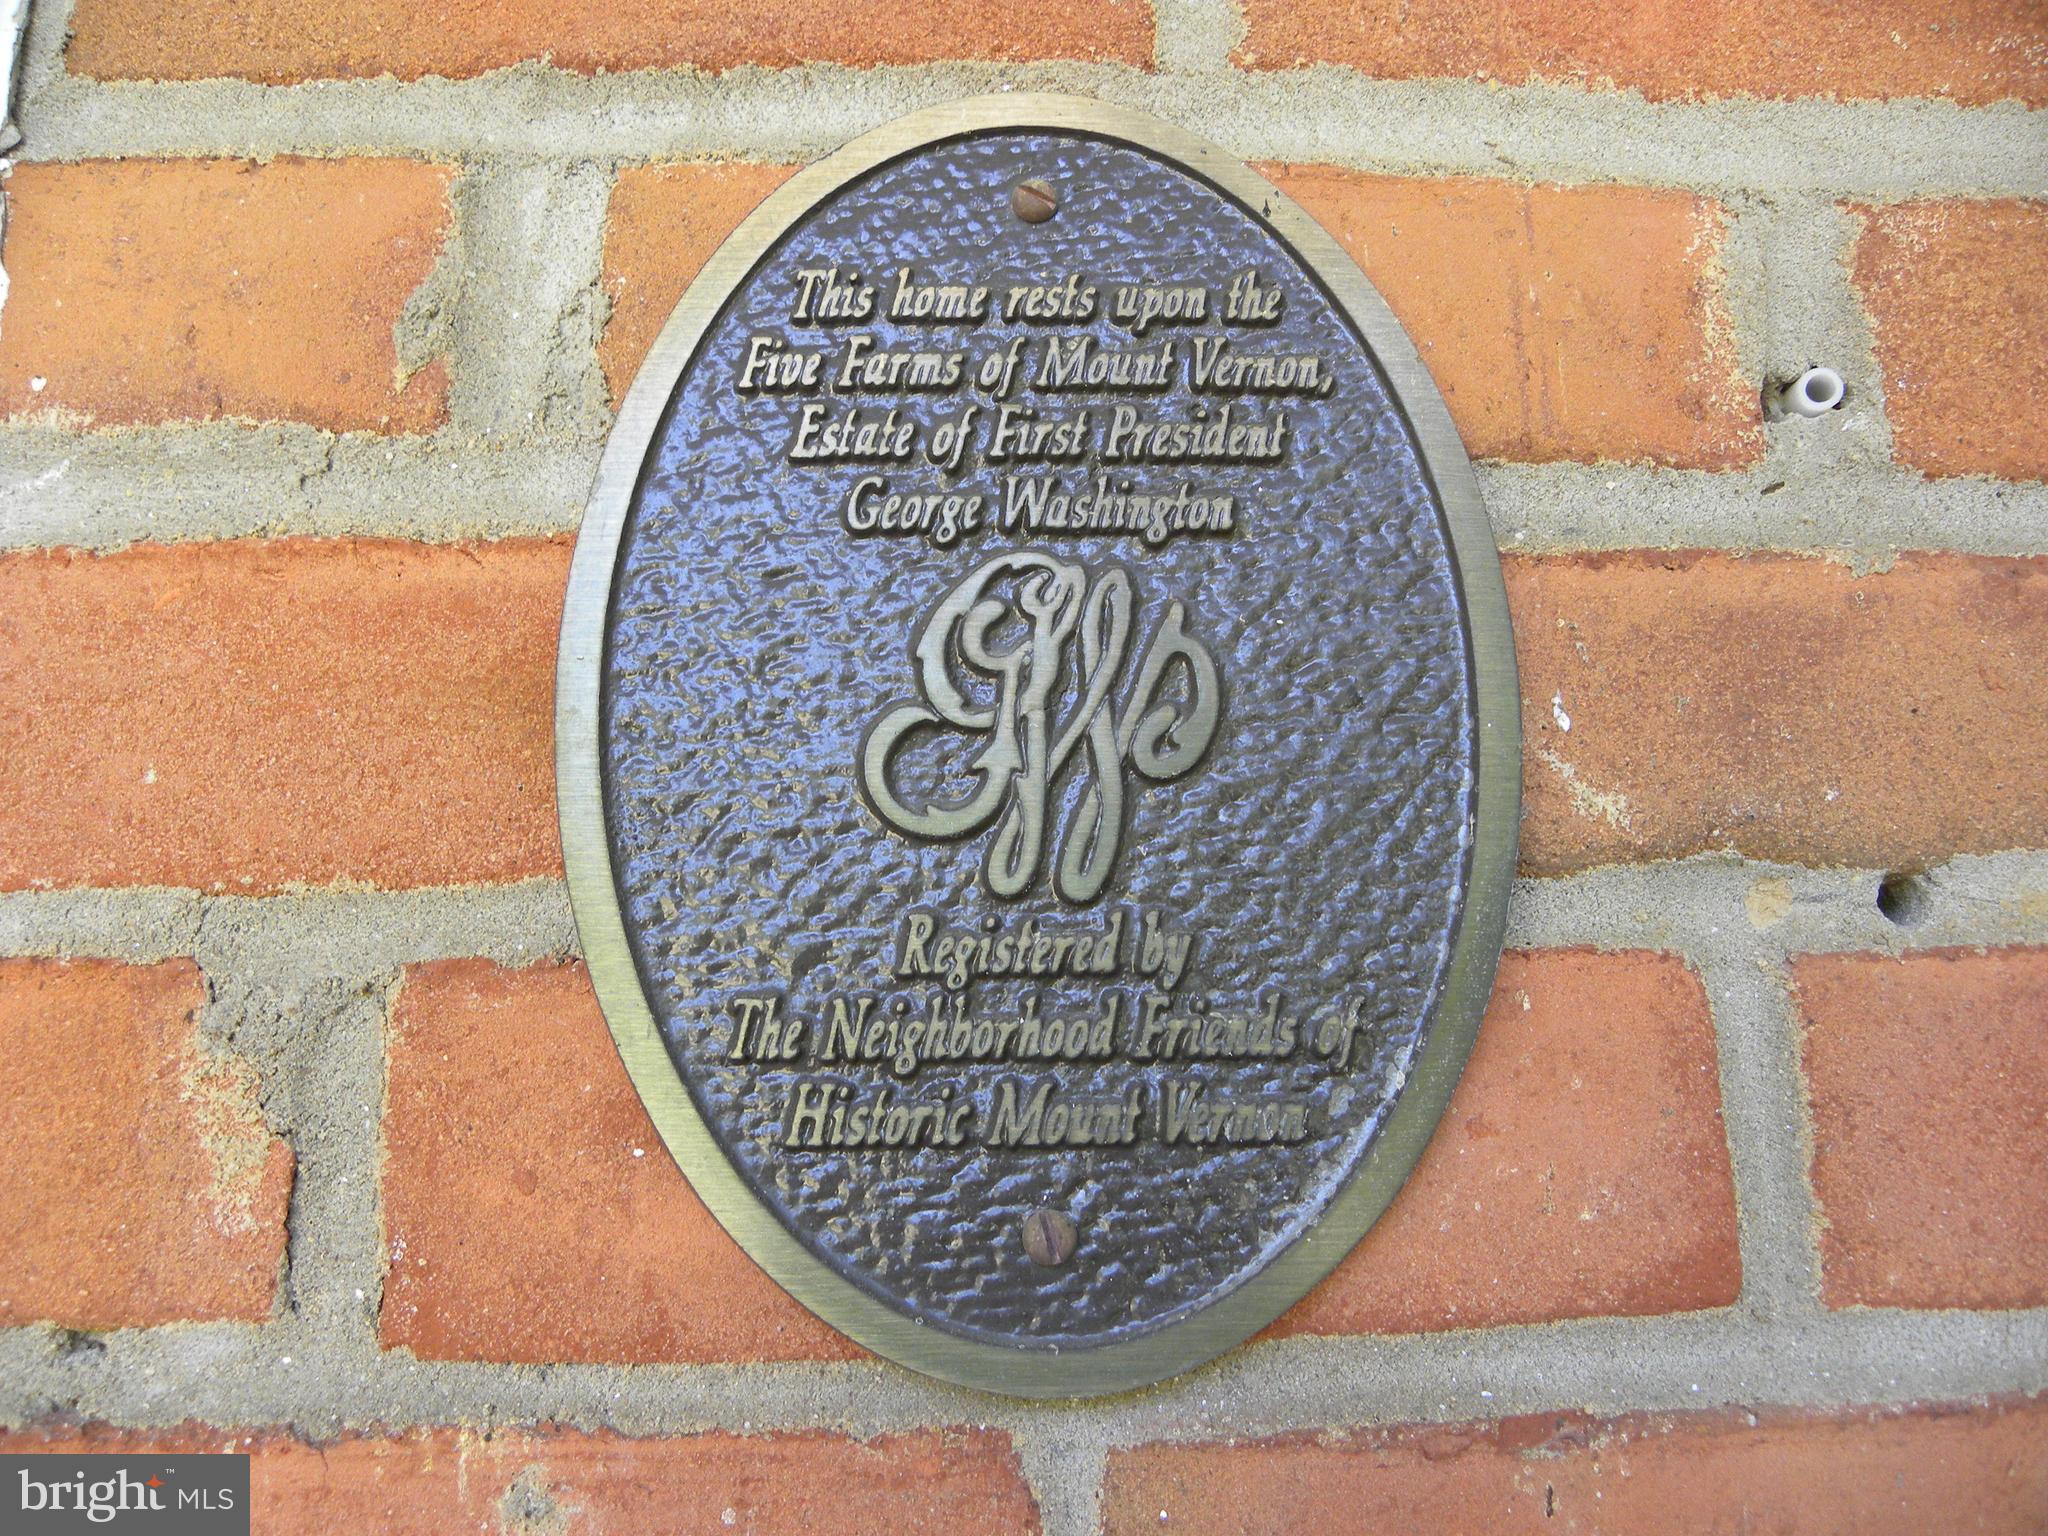 This home rests upon the
Five Farms of Mount Vernon,
Estate of First President
George Washington
GW
Registered by
The Neighborhood Friends of
Historic Mount Vernon
bright™ MLS